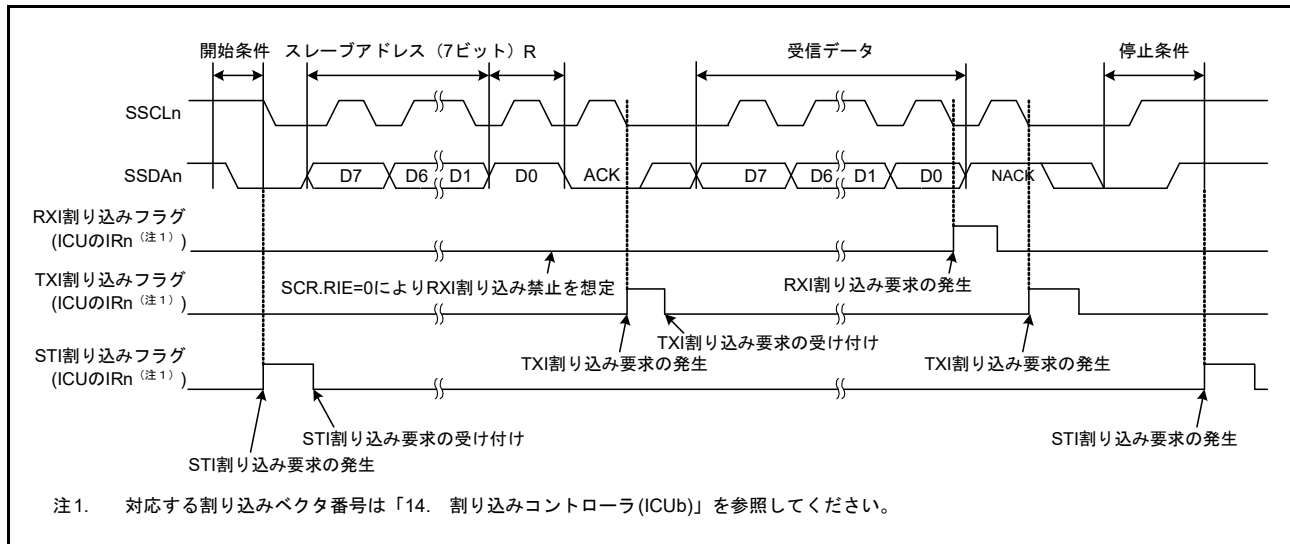 開始条件 スレーブアドレス（7ビット）R 受信データ 停止条件
SSCLn
SSDAn D7 D6 D1 D0 ACK D7 D6 D1 D0 NACK
RXI割り込みフラグ
(ICUのIRn（注1）)
SCR.RIE=0によりRXI割り込み禁止を想定
RXI割り込み要求の発生
TXI割り込みフラグ
(ICUのIRn（注1）)
TXI割り込み要求の受け付け
TXI割り込み要求の発生
TXI割り込み要求の発生
STI割り込みフラグ
(ICUのIRn（注1）)
STI割り込み要求の受け付け
STI割り込み要求の発生
STI割り込み要求の発生
注1. 対応する割り込みベクタ番号は「14. 割り込みコントローラ(ICUb)」を参照してください。